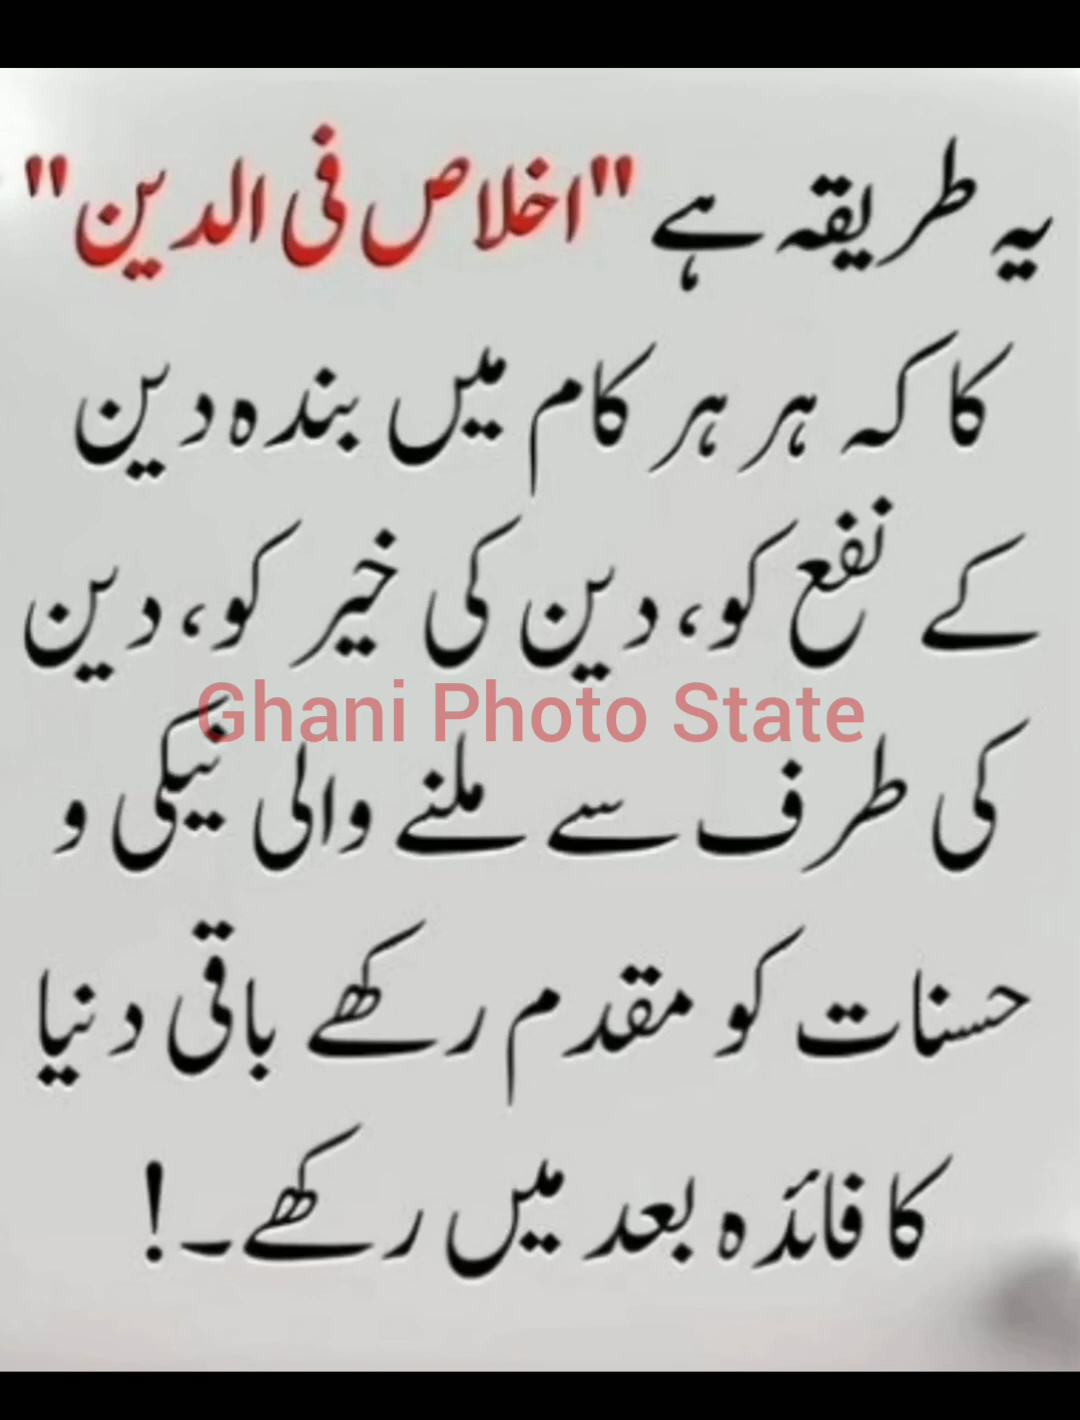 یہ طریقہ ہے "اخلاص فی الدین"
کا کہ ہر ہر کام میں بندہ دین
کے نفع کو، دین کی خیر کو، دین
Ghani Photo State
کی طرف سے ملنے والی نیکی و
حسنات کو مقدم رکھے باقی دنیا
کا فائدہ بعد میں رکھے۔!